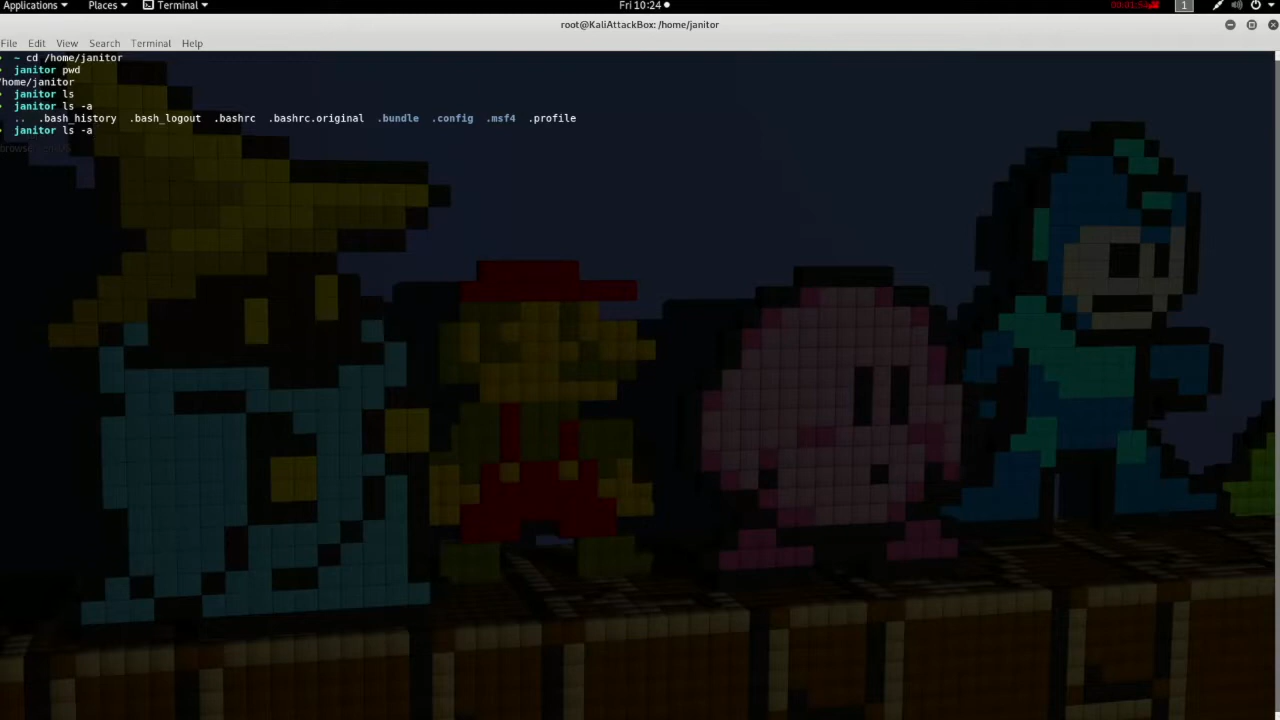 Applications Places Terminal Fri 10:24 1
root@KaliAttackBox: /home/janitor
File Edit View Search Terminal Help
~ cd /home/janitor
janitor pwd
/home/janitor
janitor ls
janitor ls -a
.. .bash_history .bash_logout .bashrc .bashrc.original .bundle .config .msf4 .profile
janitor ls -a